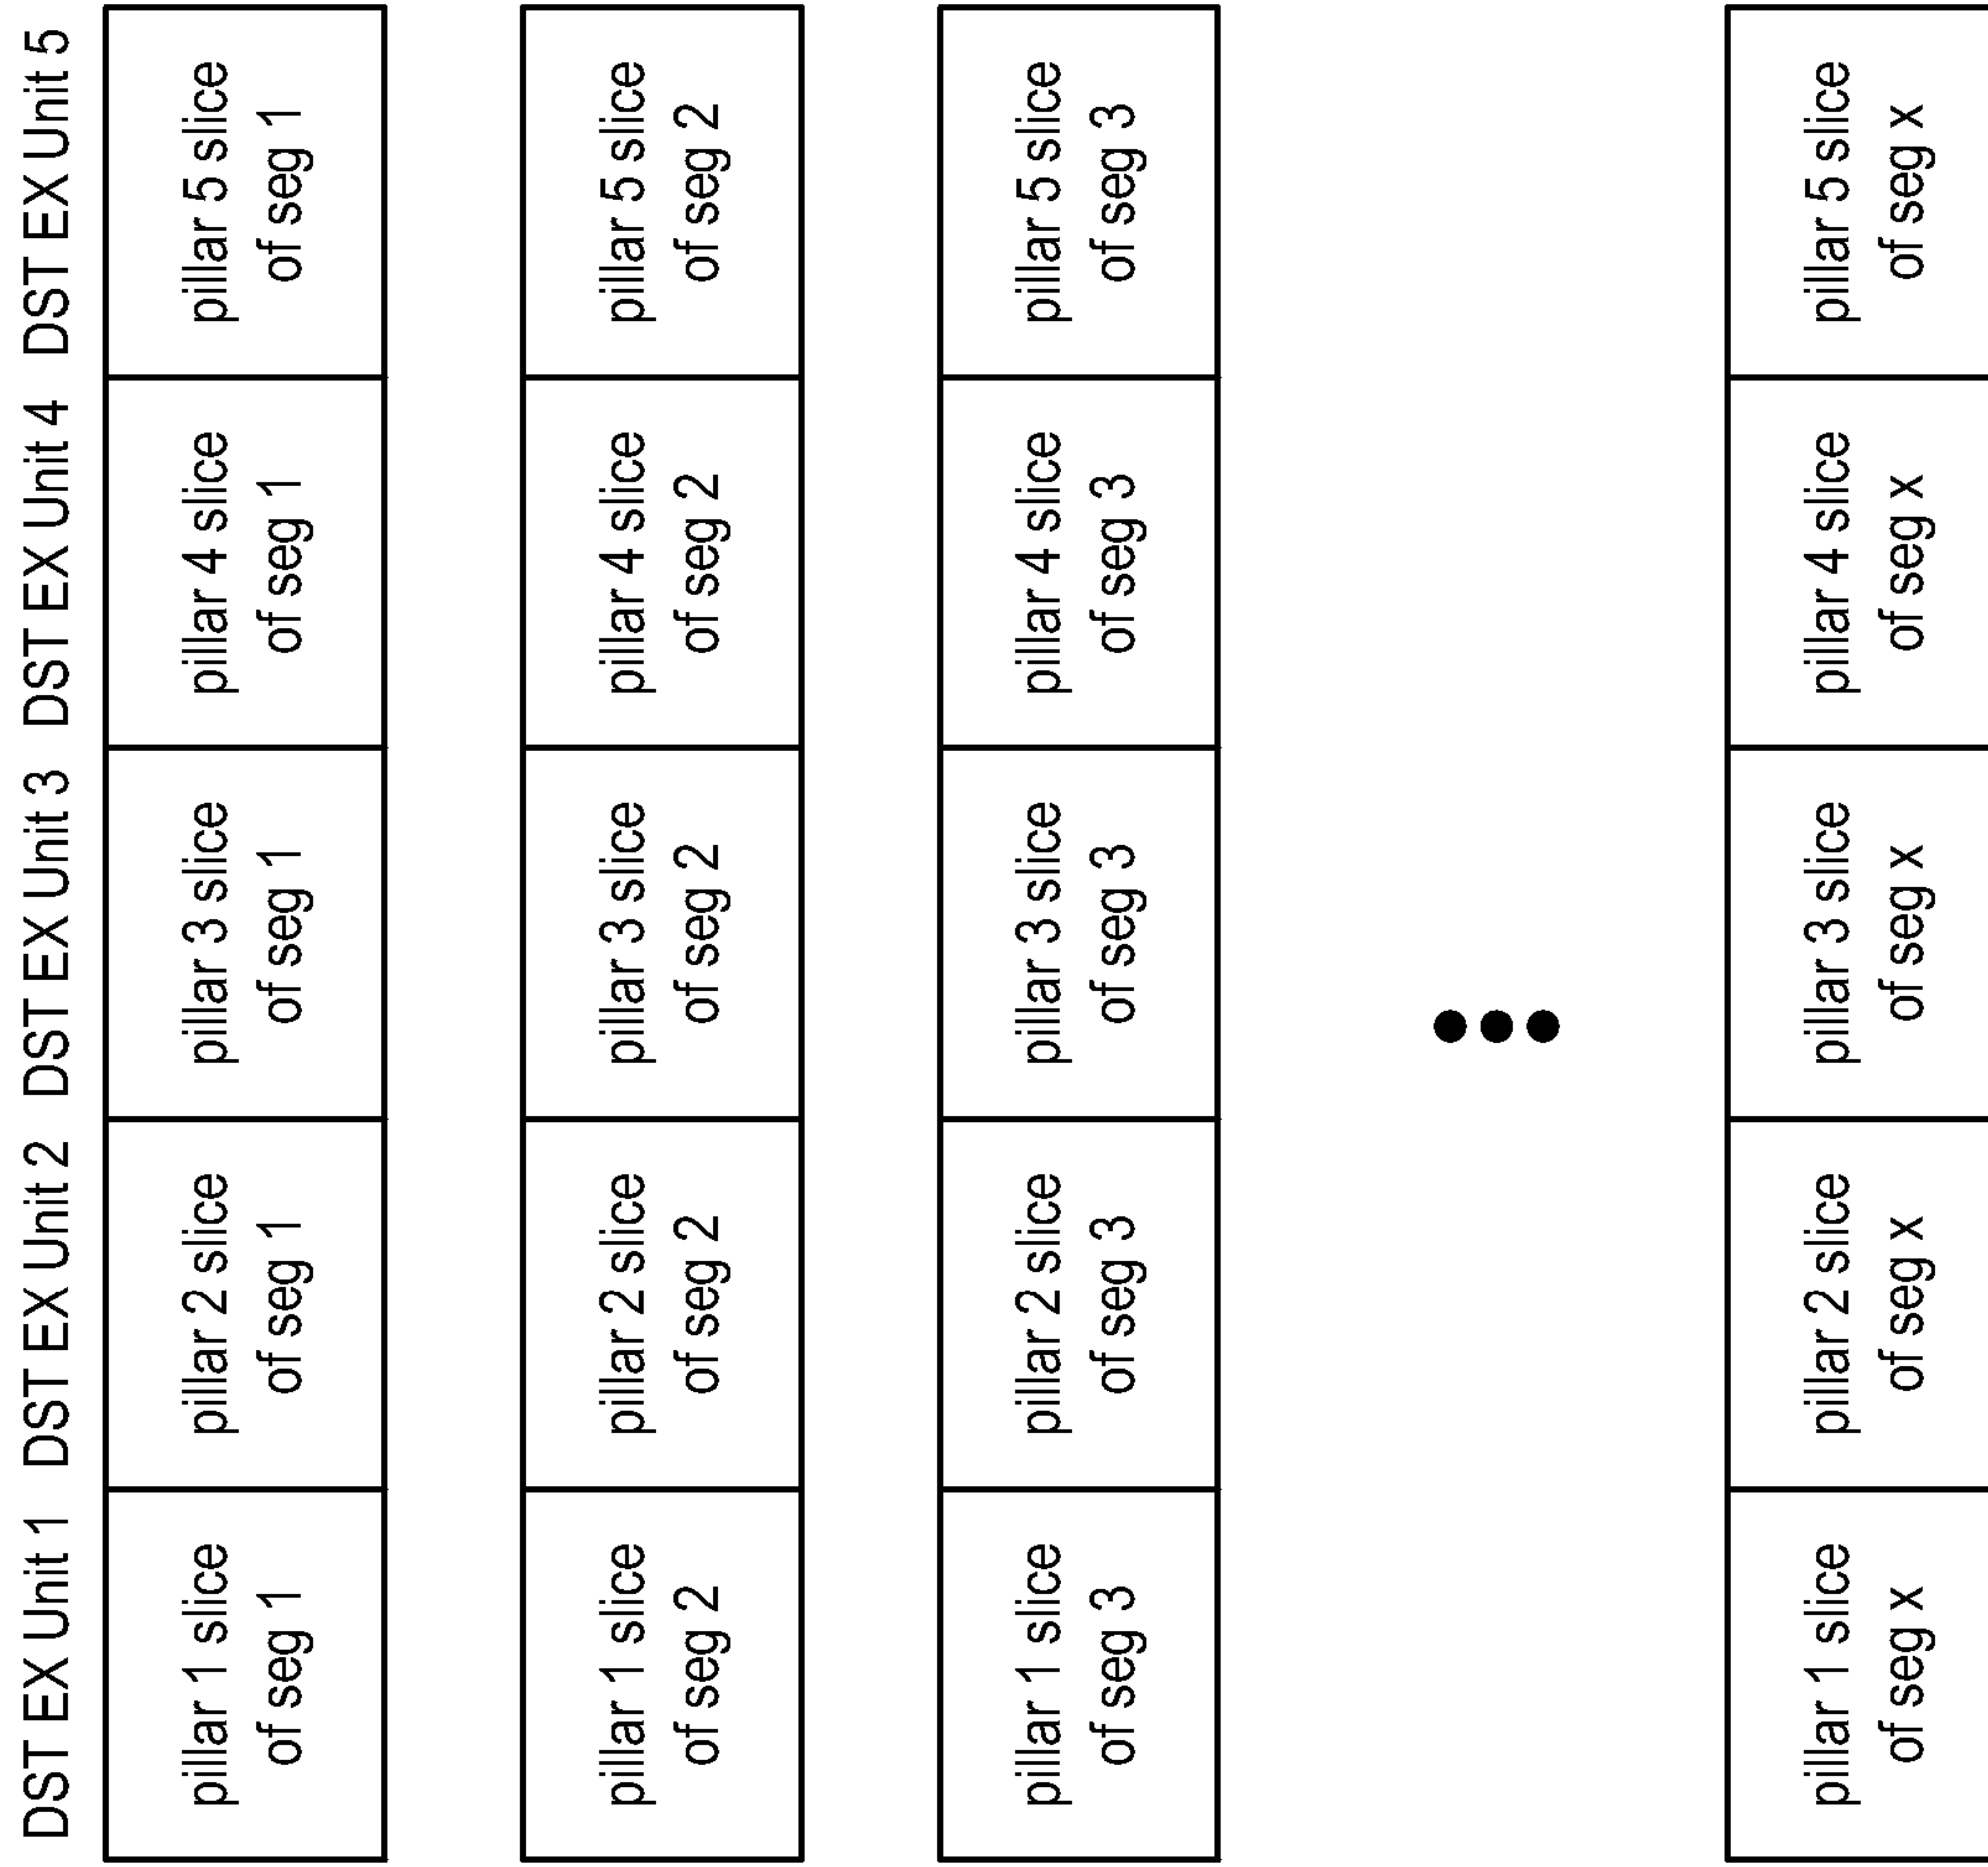 DST EX Unit 1 DST EX Unit 2 DST EX Unit 3 DST EX Unit 4 DST EX Unit 5
pillar 1 slice
of seg 1
pillar 2 slice
of seg 1
pillar 3 slice
of seg 1
pillar 4 slice
of seg 1
pillar 5 slice
of seg 1
pillar 1 slice
of seg 2
pillar 2 slice
of seg 2
pillar 3 slice
of seg 2
pillar 4 slice
of seg 2
pillar 5 slice
of seg 2
pillar 1 slice
of seg 3
pillar 2 slice
of seg 3
pillar 3 slice
of seg 3
pillar 4 slice
of seg 3
pillar 5 slice
of seg 3
pillar 1 slice
of seg x
pillar 2 slice
of seg x
pillar 3 slice
of seg x
pillar 4 slice
of seg x
pillar 5 slice
of seg x